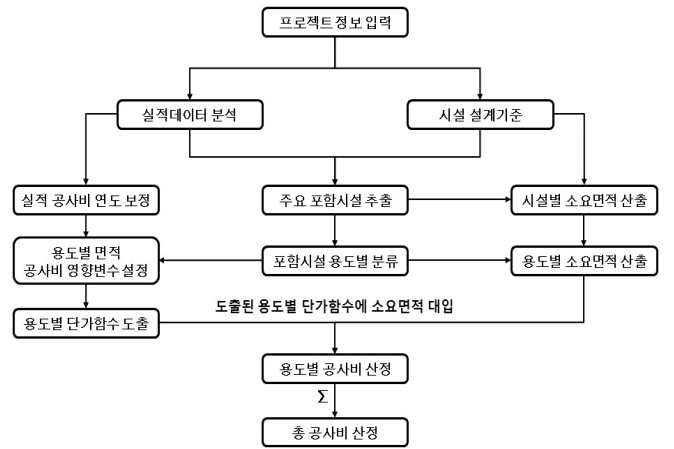 프로젝트 정보 입력
실적데이터 분석
시설 설계기준
실적 공사비 연도 보정
주요 포함시설 추출
시설별 소요면적 산출
용도별 면적
공사비 영향변수 설정
포함시설 용도별 분류
용도별 소요면적 산출
도출된 용도별 단가함수에 소요면적 대입
용도별 단가함수 도출
용도별 공사비 산정
Σ
총 공사비 산정